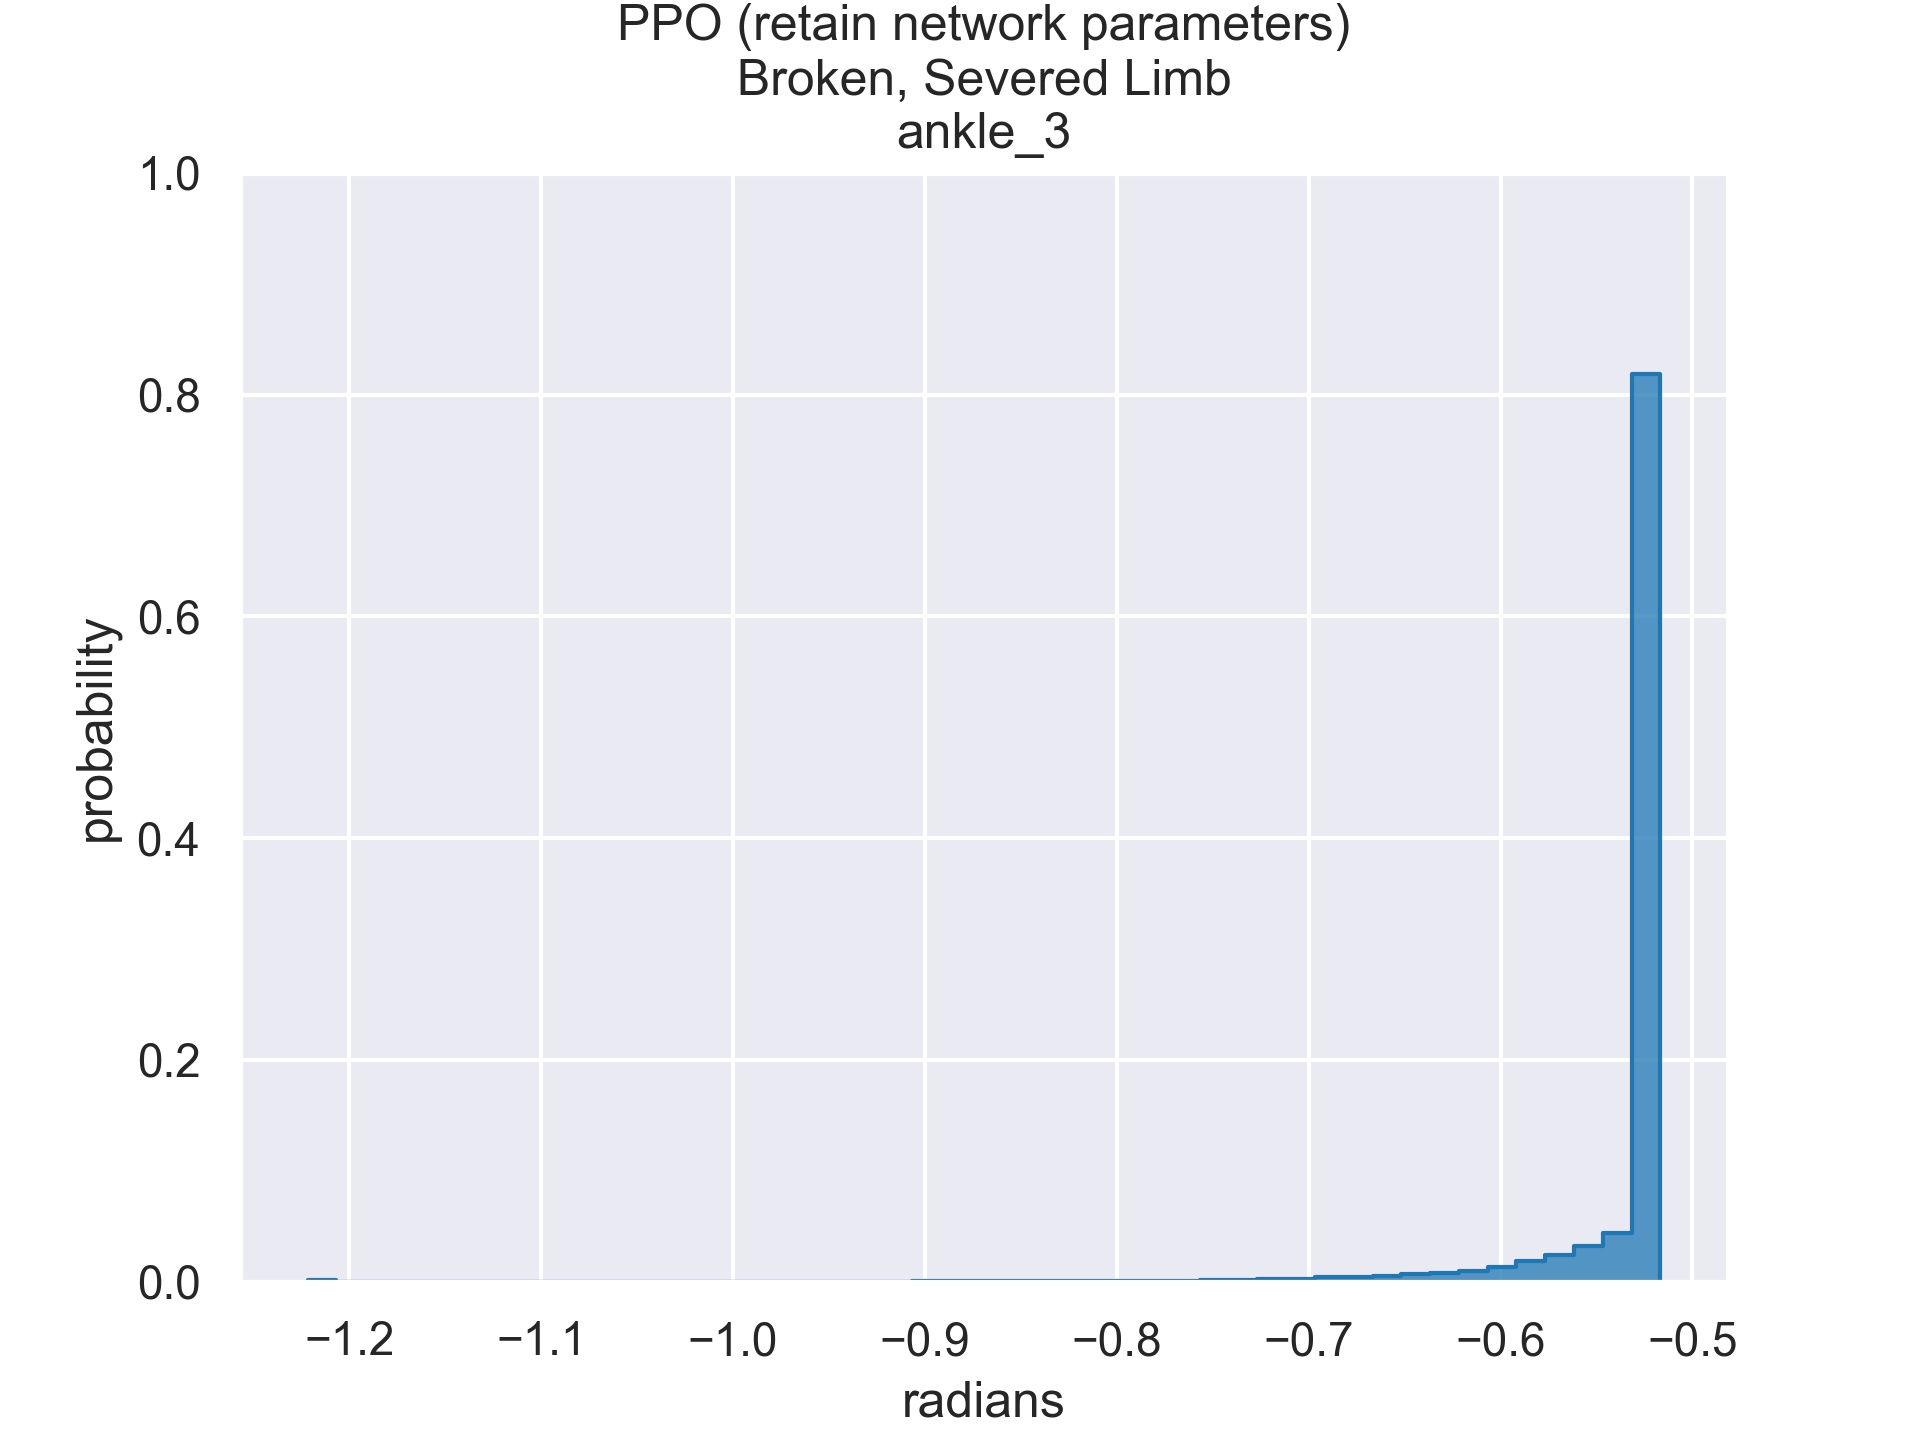 PPO (retain network parameters)
Broken, Severed Limb
ankle_3
1.0
0.8
0.6
0.4
0.2
0.0
probability
−1.2 −1.1 −1.0 −0.9 −0.8 −0.7 −0.6 −0.5
radians